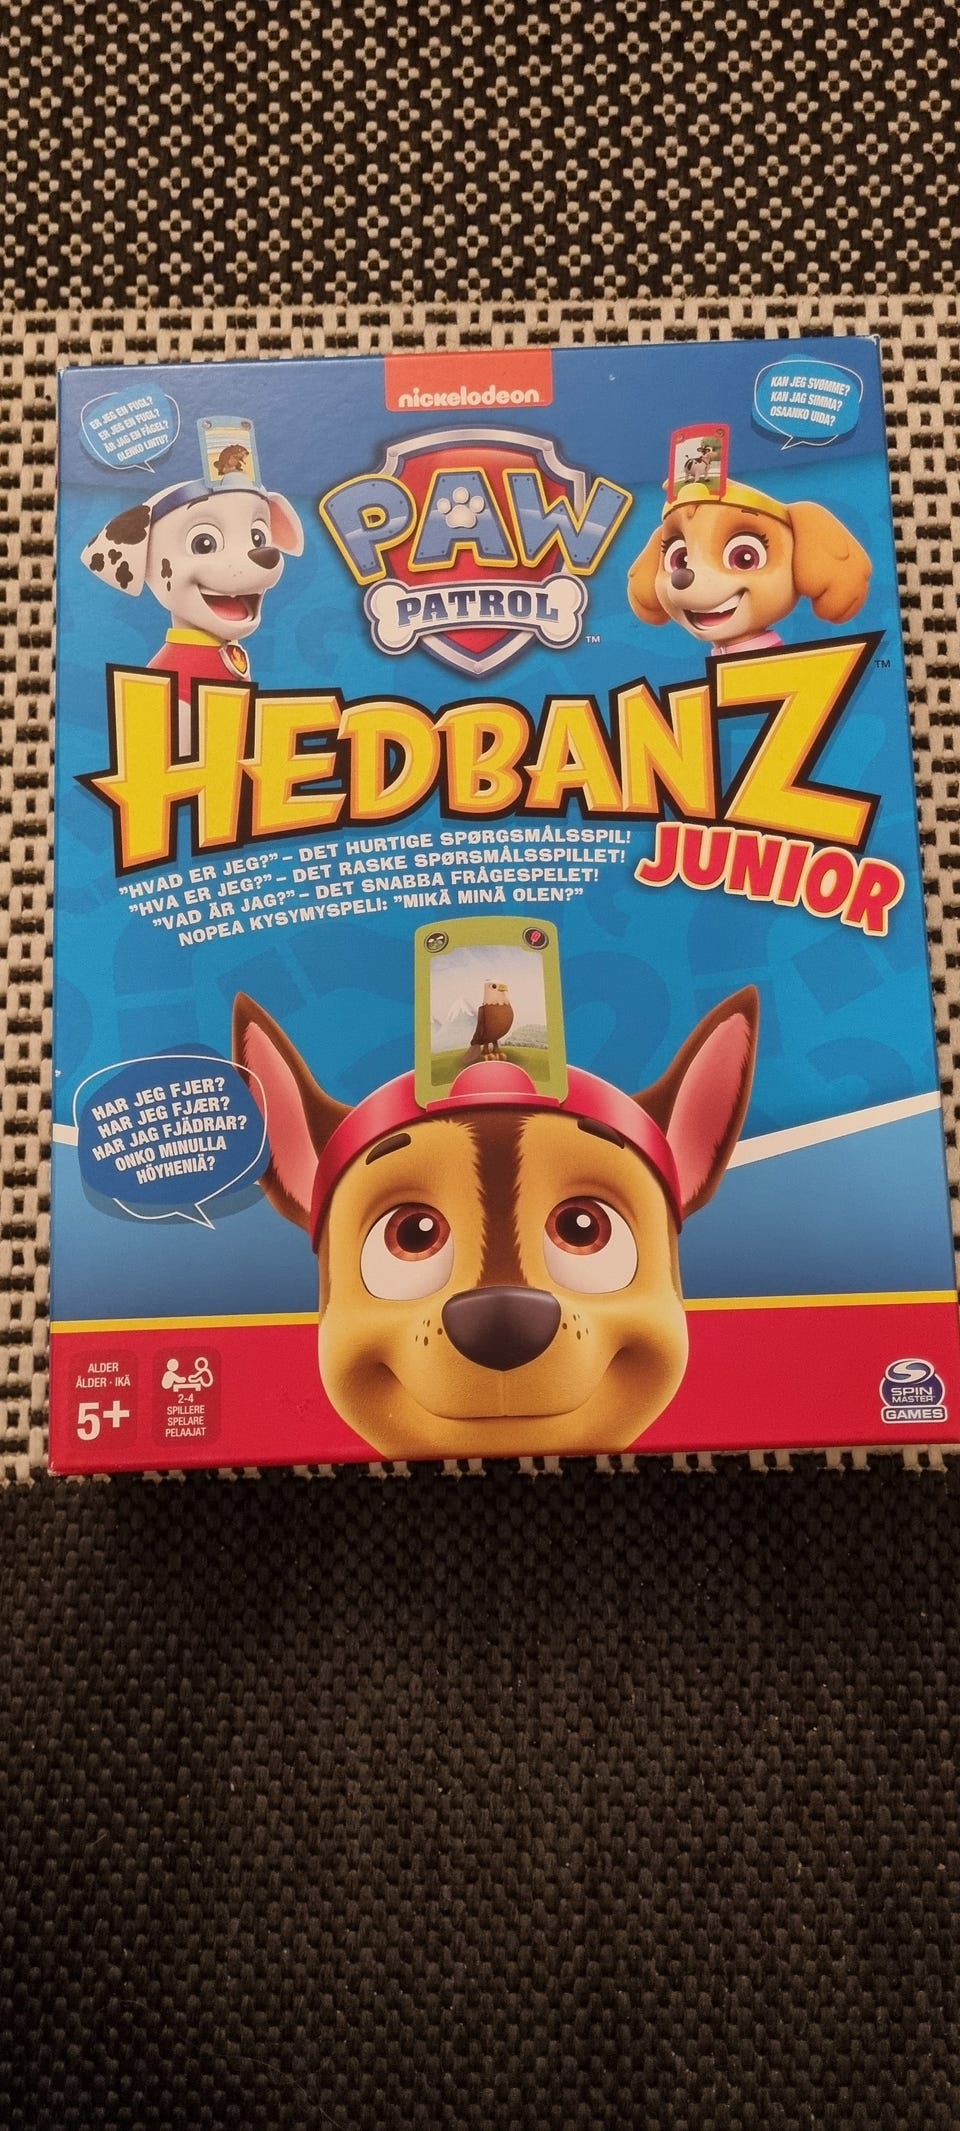 nickelodeon
ER JEG EN FUGL?
ER JEG EN FUGL?
ÄR JAG EN FÅGEL?
OLENKO LINTU?
KAN JEG SVØMME?
KAN JAG SIMMA?
OSAANKO UIDA?
PAW
PATROL
TM
HEDBANZ
TM
JUNIOR
"HVAD ER JEG?" – DET HURTIGE SPØRGSMÅLSSPIL!
"HVA ER JEG?" – DET RASKE SPØRSMÅLSSPILLET!
"VAD ÄR JAG?" – DET SNABBA FRÅGESPELET!
NOPEA KYSYMYSPELI: "MIKÄ MINÄ OLEN?"
HAR JEG FJER?
HAR JEG FJÆR?
HAR JAG FJÄDRAR?
ONKO MINULLA
HÖYHENIÄ?
ALDER
ÅLDER · IKÄ
5+
2-4
SPILLERE
SPELARE
PELAAJAT
SPIN
MASTER
GAMES